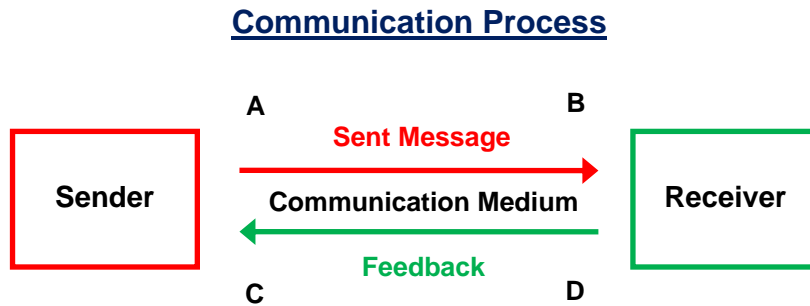 Communication Process
A B
Sent Message
Sender Communication Medium Receiver
Feedback
C D